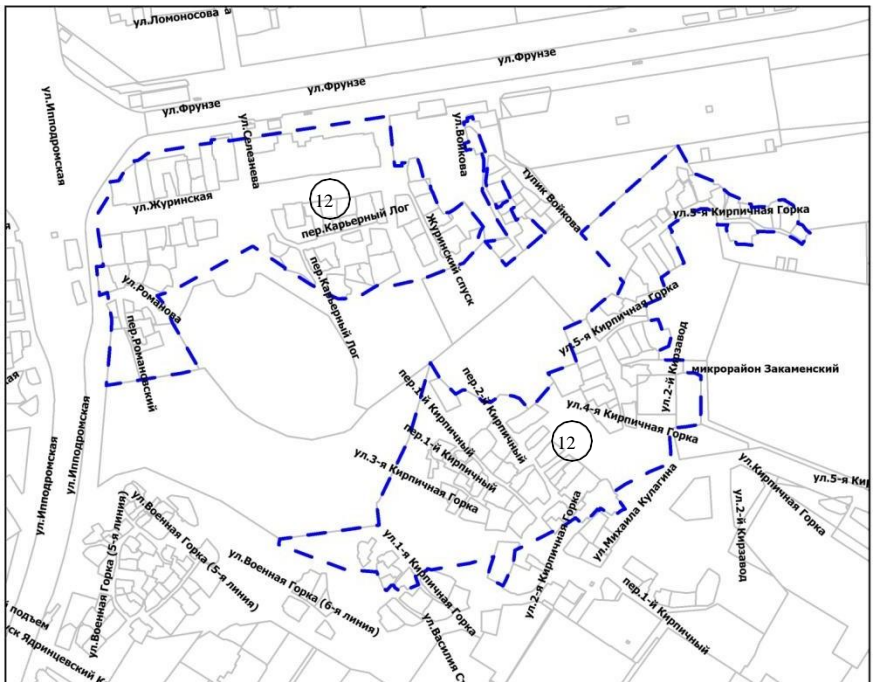 ул.Ломоносова
ул.Фрунзе
ул.Фрунзе
ул.Фрунзе
ул.Ипподромская
ул.Селезнева
ул.Войкова
тупик Войкова
ул.Журинская
12
пер.Карьерный Лог
Журинский спуск
ул.5-я Кирпичная Горка
пер.Карьерный Лог
ул.Романова
пер.Романовский
ул.5-я Кирпичная Горка
ул.2-й Кирзавод
микрорайон Закаменский
пер.1-й Кирпичный
пер.2-й Кирпичный
ул.4-я Кирпичная Горка
12
пер.1-й Кирпичный
ул.3-я Кирпичная Горка
ул.Ипподромская
ул.Ипподромская
ул.Михаила Кулагина
ул.Кирпичная Горка
ул.5-я
ул.2-й Кирзавод
ул.Военная Горка (5-я линия)
ул.Военная Горка (5-я линия)
ул.Военная Горка (6-я линия)
ул.1-я Кирпичная Горка
ул.2-я Кирпичная Горка
пер.1-й Кирпичный
ул.Василия
подъем
Ядринцевский